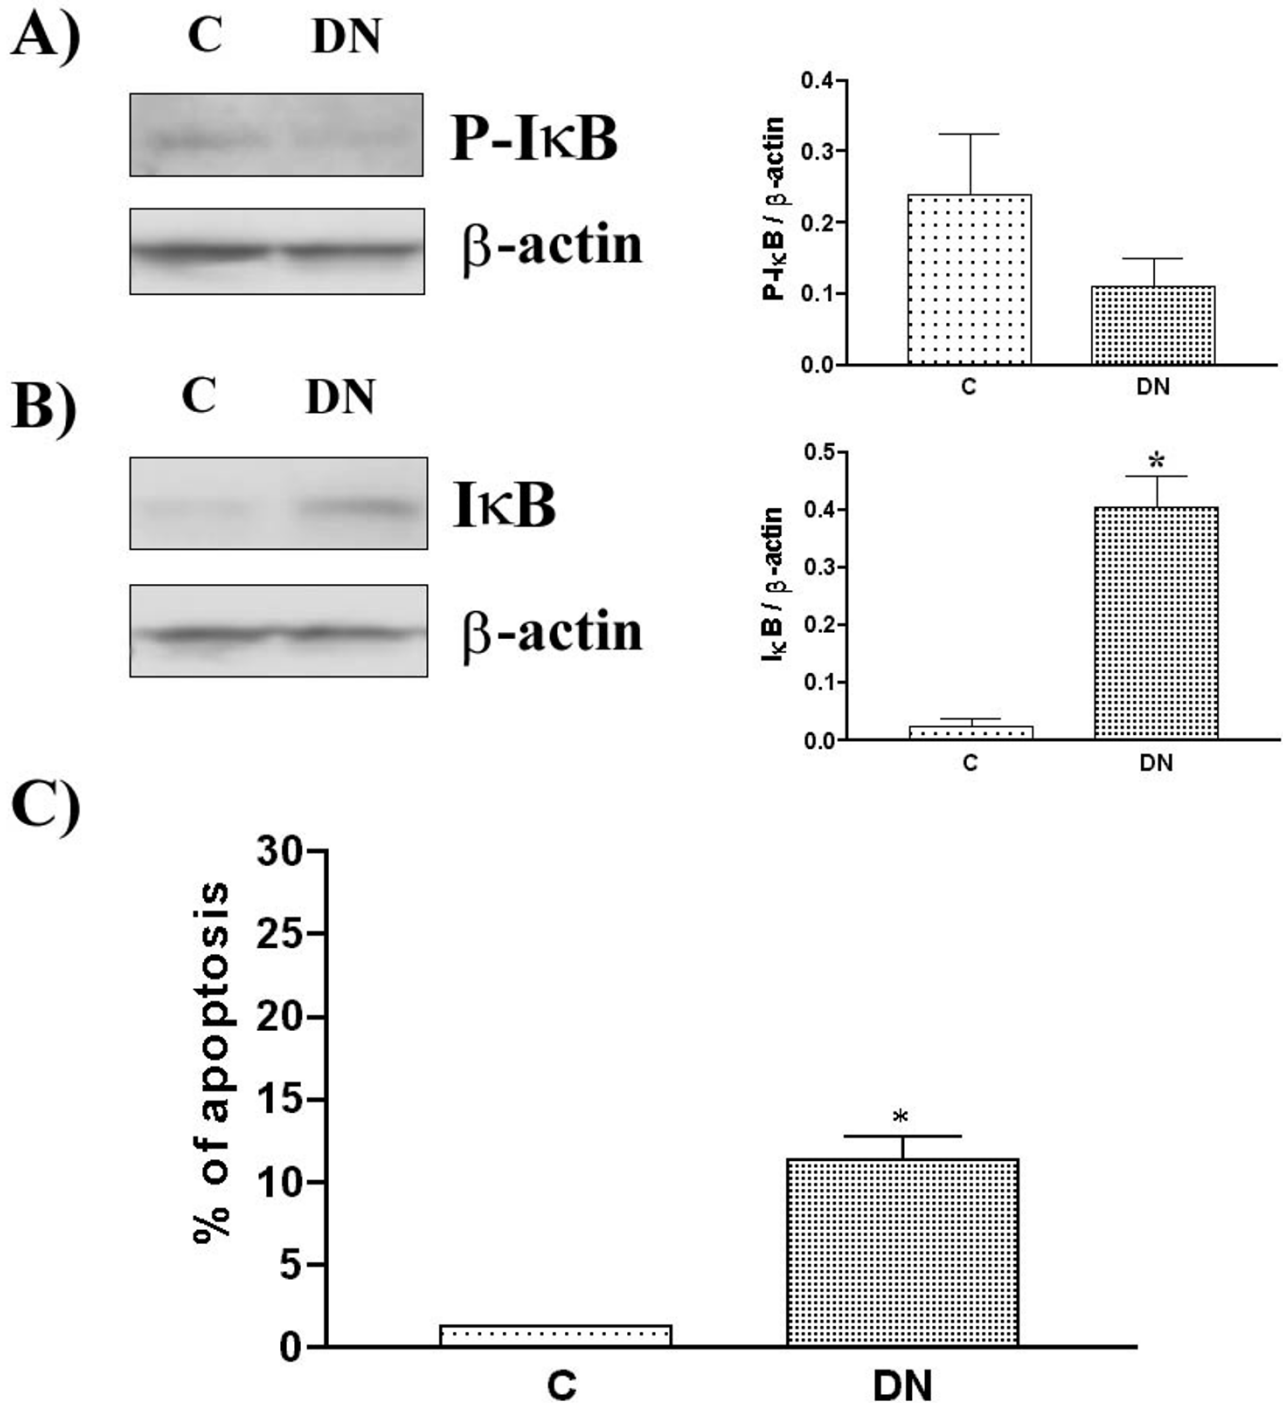 A)
C DN
P-IκB
β-actin
P-IκB / β-actin
0.4
0.3
0.2
0.1
0.0
C DN
B)
C DN
IκB
β-actin
IκB / β-actin
0.5
0.4
0.3
0.2
0.1
0.0
*
C DN
C)
% of apoptosis
30
25
20
15
10
5
0
*
C DN